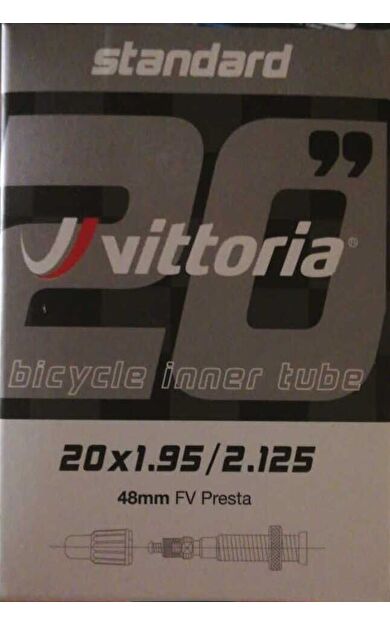 standard
20”
vittoria®
bicycle inner tube
20x1.95/2.125
48mm FV Presta